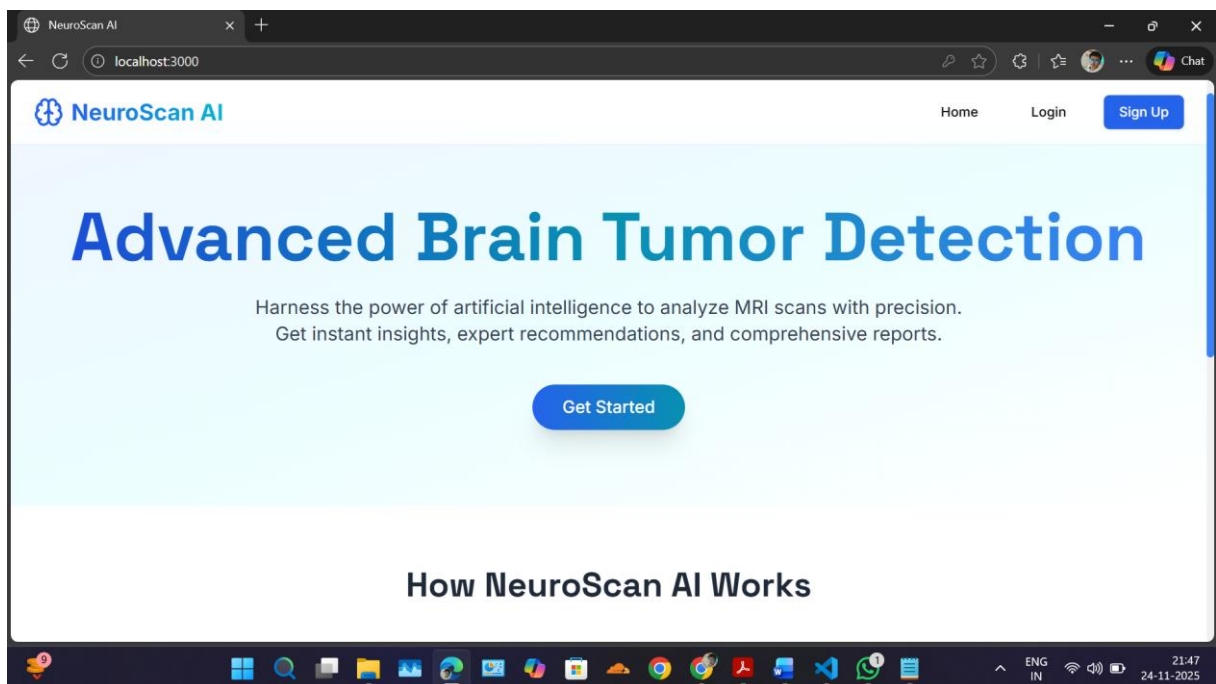 NeuroScan AI
localhost:3000
Chat
NeuroScan AI
Home
Login
Sign Up
Advanced Brain Tumor Detection
Harness the power of artificial intelligence to analyze MRI scans with precision.
Get instant insights, expert recommendations, and comprehensive reports.
Get Started
How NeuroScan AI Works
9
1
ENG
IN
21:47
24-11-2025